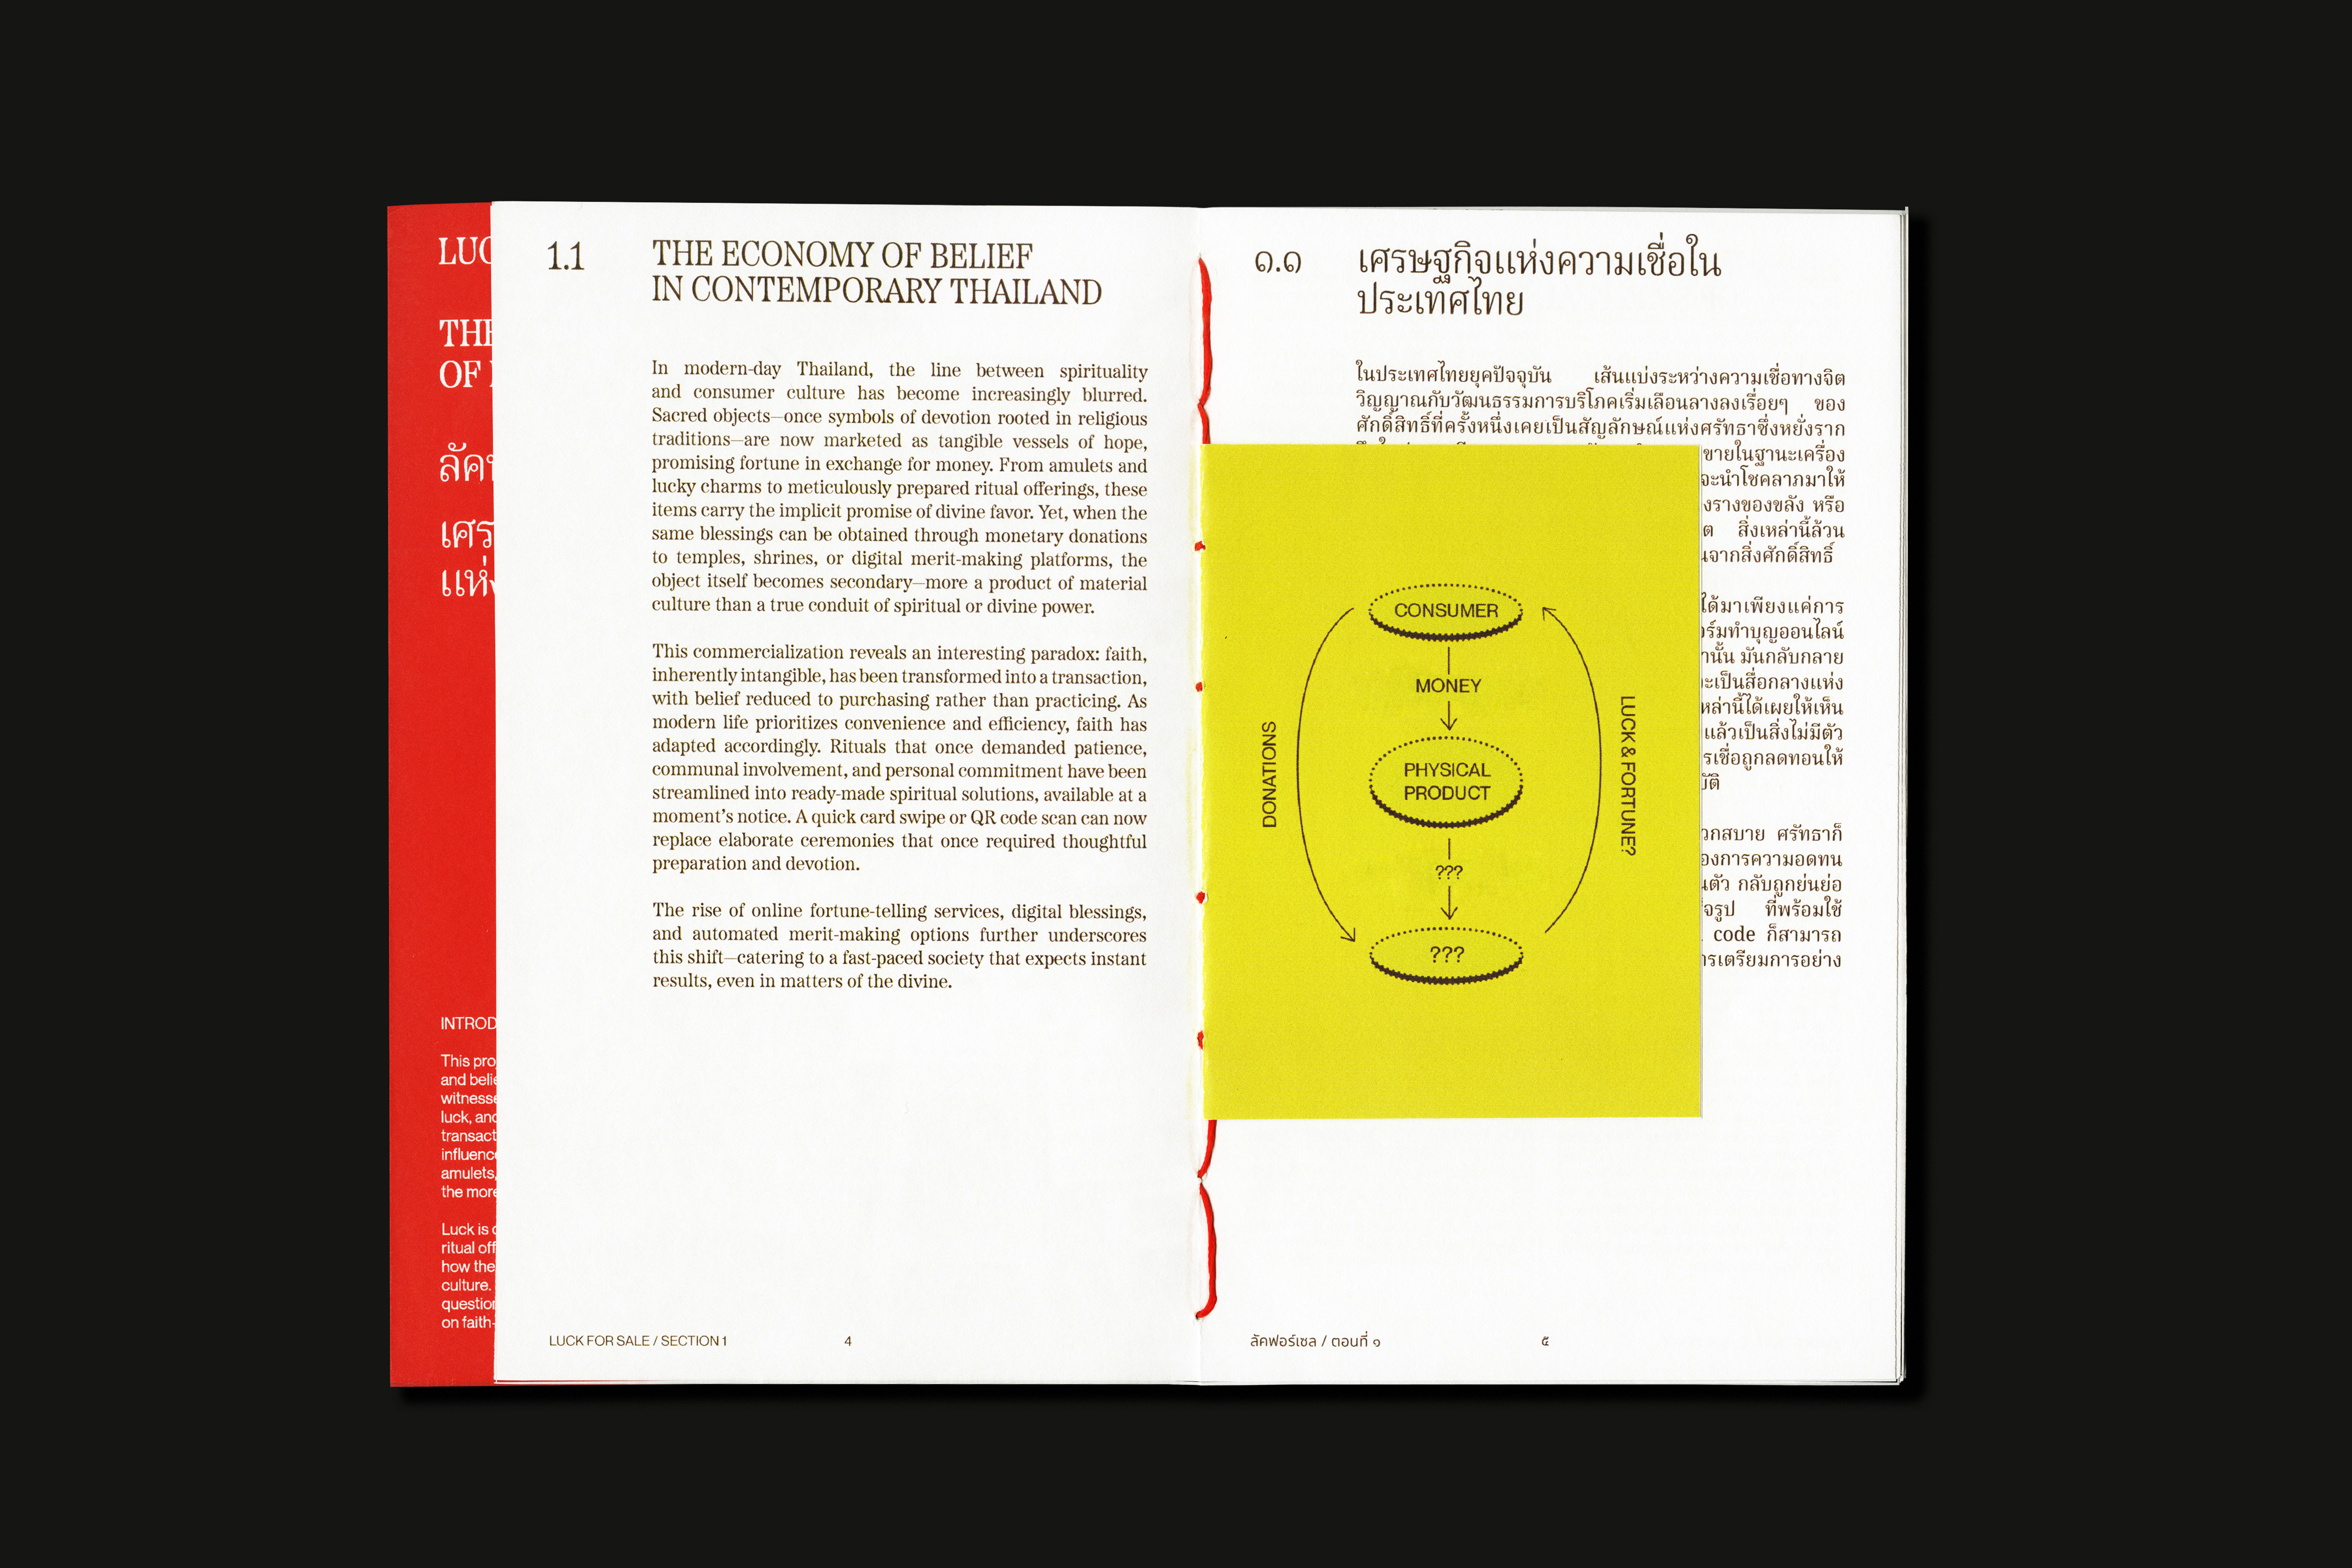 LUC
THE
OF
ลัค
เศร
แห่
INTROD
This pro
and belie
witnesse
luck, and
transact
influence
amulets,
the more
Luck is
ritual off
how the
culture.
question
on faith-
1.1
THE ECONOMY OF BELIEF
IN CONTEMPORARY THAILAND
In modern-day Thailand, the line between spirituality
and consumer culture has become increasingly blurred.
Sacred objects—once symbols of devotion rooted in religious
traditions—are now marketed as tangible vessels of hope,
promising fortune in exchange for money. From amulets and
lucky charms to meticulously prepared ritual offerings, these
items carry the implicit promise of divine favor. Yet, when the
same blessings can be obtained through monetary donations
to temples, shrines, or digital merit-making platforms, the
object itself becomes secondary—more a product of material
culture than a true conduit of spiritual or divine power.
This commercialization reveals an interesting paradox: faith,
inherently intangible, has been transformed into a transaction,
with belief reduced to purchasing rather than practicing. As
modern life prioritizes convenience and efficiency, faith has
adapted accordingly. Rituals that once demanded patience,
communal involvement, and personal commitment have been
streamlined into ready-made spiritual solutions, available at a
moment's notice. A quick card swipe or QR code scan can now
replace elaborate ceremonies that once required thoughtful
preparation and devotion.
The rise of online fortune-telling services, digital blessings,
and automated merit-making options further underscores
this shift—catering to a fast-paced society that expects instant
results, even in matters of the divine.
LUCK FOR SALE / SECTION 1
4
๑.๑
เศรษฐกิจแห่งความเชื่อใน
ประเทศไทย
ในประเทศไทยยุคปัจจุบัน เส้นแบ่งระหว่างความเชื่อทางจิต
วิญญาณกับวัฒนธรรมการบริโภคเริ่มเลือนลางลงเรื่อยๆ ของ
ศักดิ์สิทธิ์ที่ครั้งหนึ่งเคยเป็นสัญลักษณ์แห่งศรัทธาซึ่งหยั่งราก
ขายในฐานะเครื่อง
จะนำโชคลาภมาให้
งรางของขลัง หรือ
ต สิ่งเหล่านี้ล้วน
นจากสิ่งศักดิ์สิทธิ์
ได้มาเพียงแค่การ
ร์มทำบุญออนไลน์
านั้น มันกลับกลาย
ะเป็นสื่อกลางแห่ง
หล่านี้ได้เผยให้เห็น
แล้วเป็นสิ่งไม่มีตัว
รเชื่อถูกลดทอนให้
บัติ
วกสบาย ศรัทธาก็
องการความอดทน
นตัว กลับถูกย่นย่อ
จรูป ที่พร้อมใช้
code ก็สามารถ
ารเตรียมการอย่าง
CONSUMER
MONEY
PHYSICAL
PRODUCT
???
???
DONATIONS
LUCK & FORTUNE?
ลัคฟอร์เซล / ตอนที่ ๑
๕